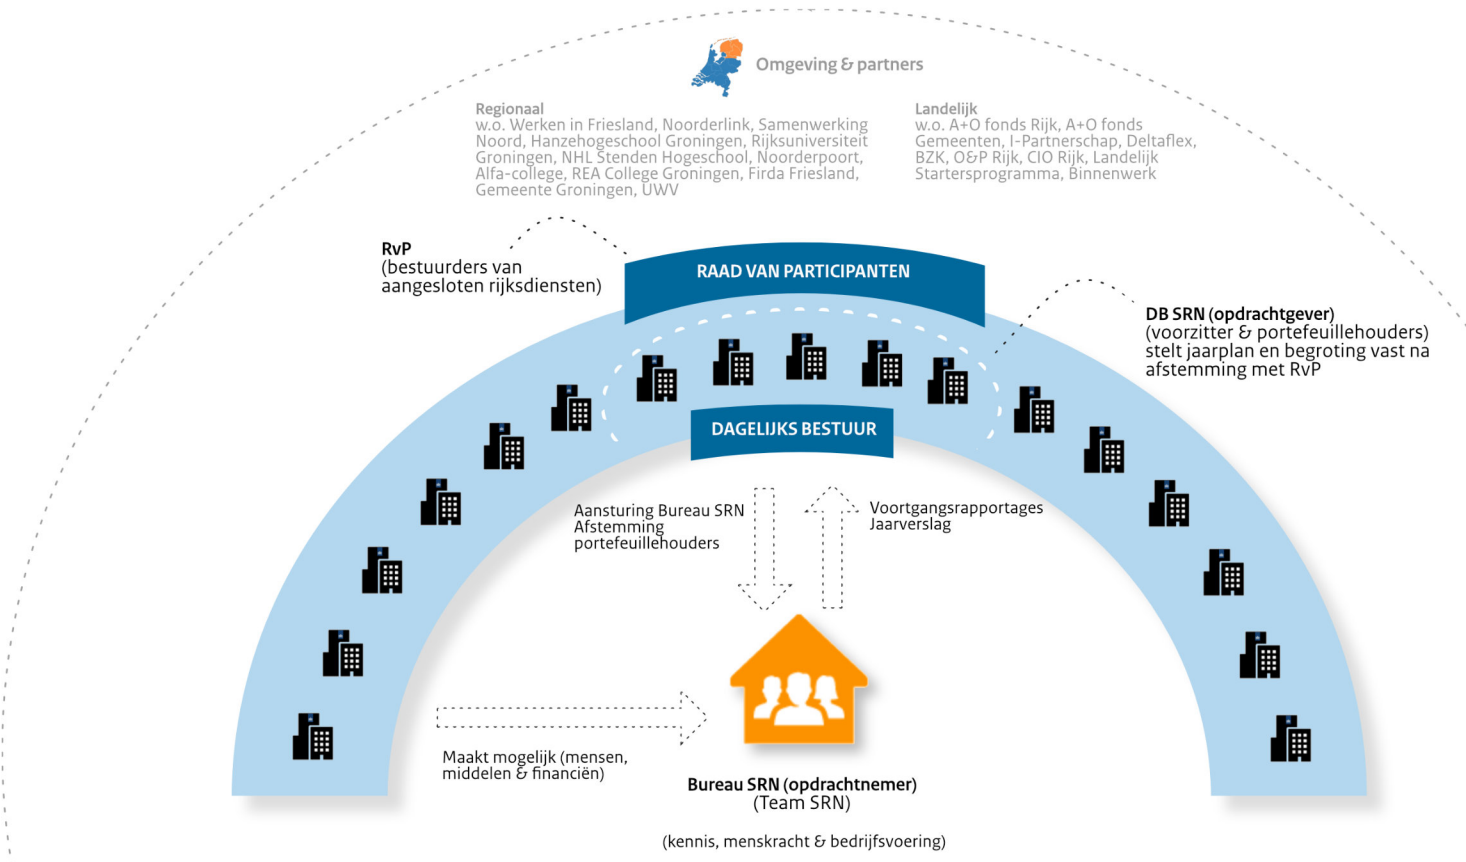 Omgeving & partners
Regionaal
w.o. Werken in Friesland, Noorderlink, Samenwerking
Noord, Hanzehogeschool Groningen, Rijksuniversiteit
Groningen, NHL Stenden Hogeschool, Noorderpoort,
Alfa-college, REA College Groningen, Firda Friesland,
Gemeente Groningen, UWV
Landelijk
w.o. A+O fonds Rijk, A+O fonds
Gemeenten, I-Partnerschap, Deltaflex,
BZK, O&P Rijk, CIO Rijk, Landelijk
Startersprogramma, Binnenwerk
RvP
(bestuurders van
aangesloten rijksdiensten)
RAAD VAN PARTICIPANTEN
DB SRN (opdrachtgever)
(voorzitter & portefeuillehouders)
stelt jaarplan en begroting vast na
afstemming met RvP
DAGELIJKS BESTUUR
Aansturing Bureau SRN
Afstemming
portefeuillehouders
Voortgangsrapportages
Jaarverslag
Maakt mogelijk (mensen,
middelen & financiën)
Bureau SRN (opdrachtnemer)
(Team SRN)
(kennis, menskracht & bedrijfsvoering)